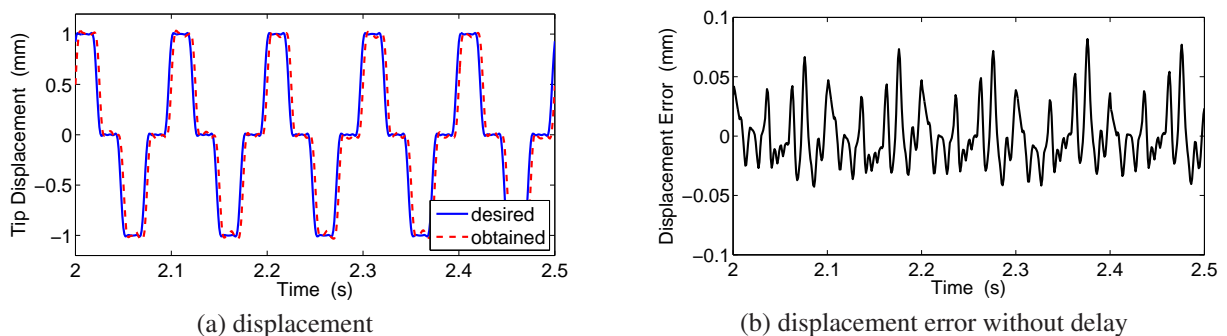 Tip Displacement (mm)
1
0.5
0
−0.5
−1
2
2.1
2.2
2.3
2.4
2.5
Time (s)
desired
obtained
(a) displacement
Displacement Error (mm)
0.1
0.05
0
−0.05
−0.1
2
2.1
2.2
2.3
2.4
2.5
Time (s)
(b) displacement error without delay